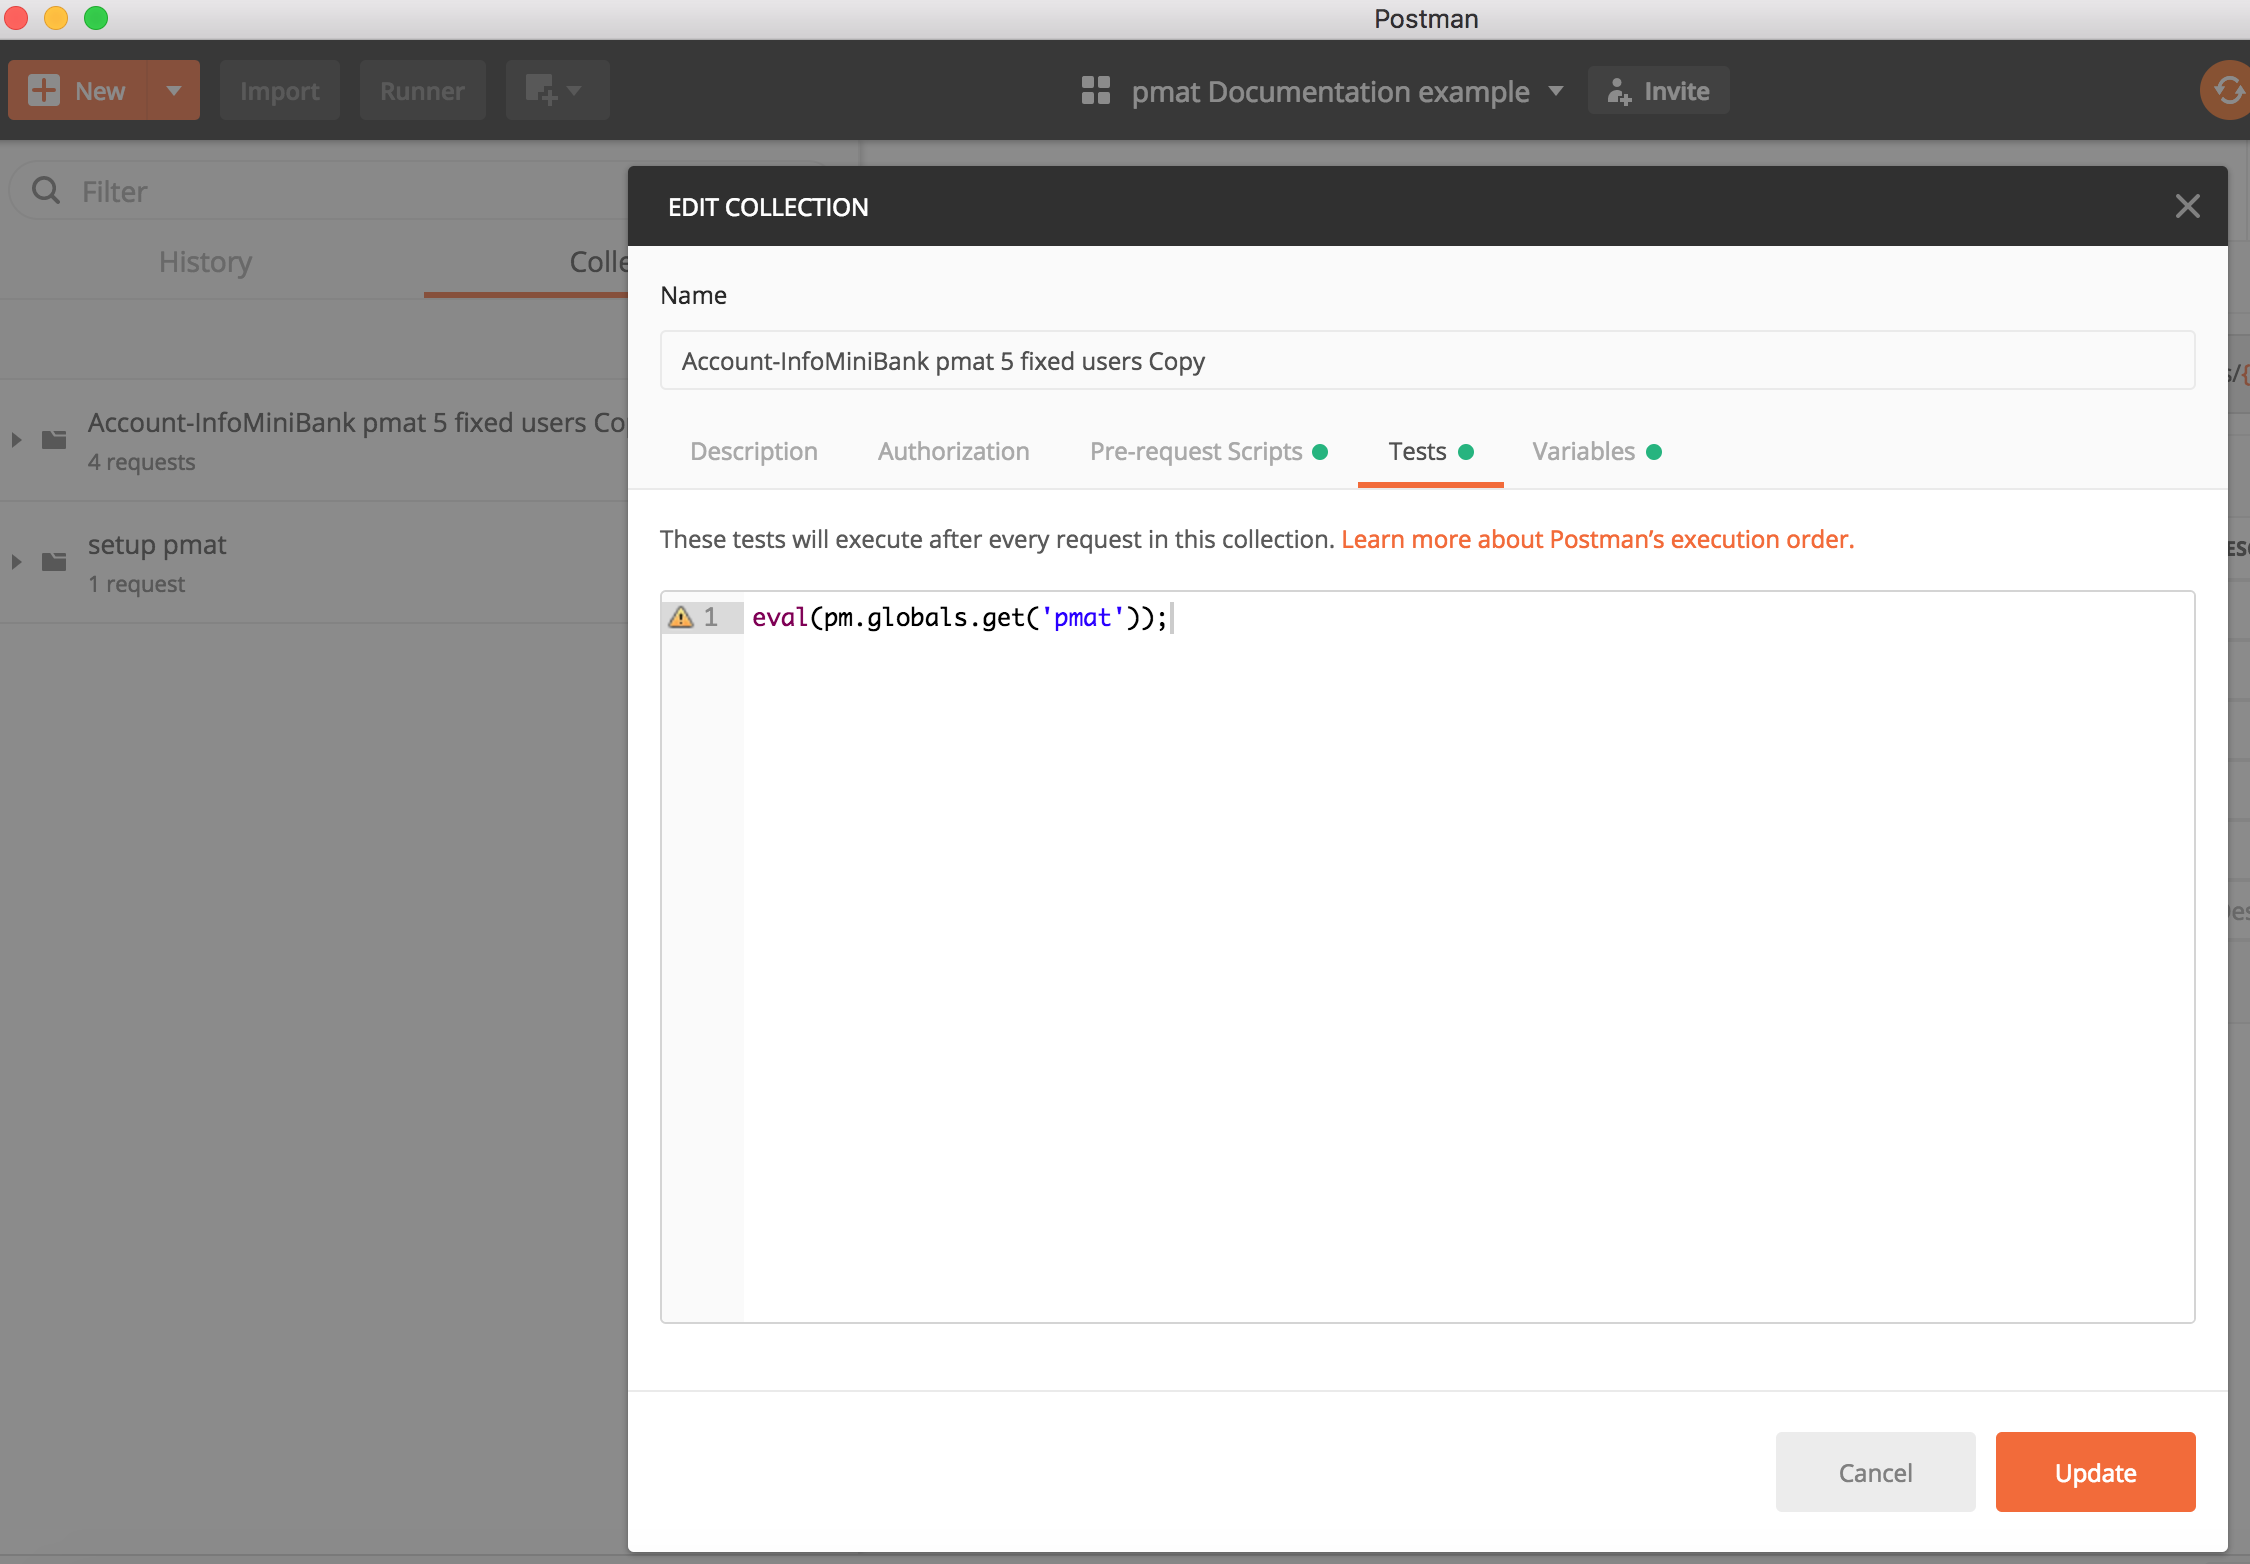 Postman
New
Import
Runner
pmat Documentation example
Invite
Filter
History
Colle
Account-InfoMiniBank pmat 5 fixed users Co
4 requests
setup pmat
1 request
EDIT COLLECTION
Name
Account-InfoMiniBank pmat 5 fixed users Copy
Description
Authorization
Pre-request Scripts
Tests
Variables
These tests will execute after every request in this collection. Learn more about Postman’s execution order.
1 eval(pm.globals.get('pmat'));
Cancel
Update